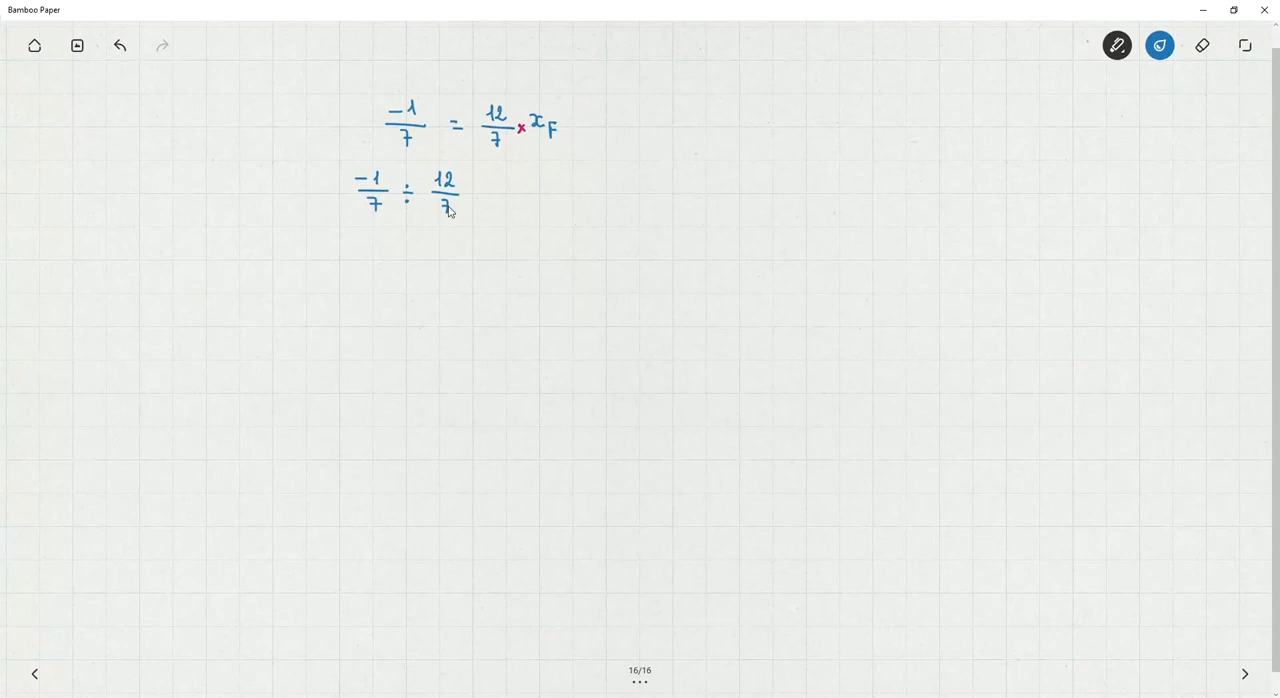 Bamboo Paper
-1/7 = 12/7 × x_F
-1/7 ÷ 12/7
16/16